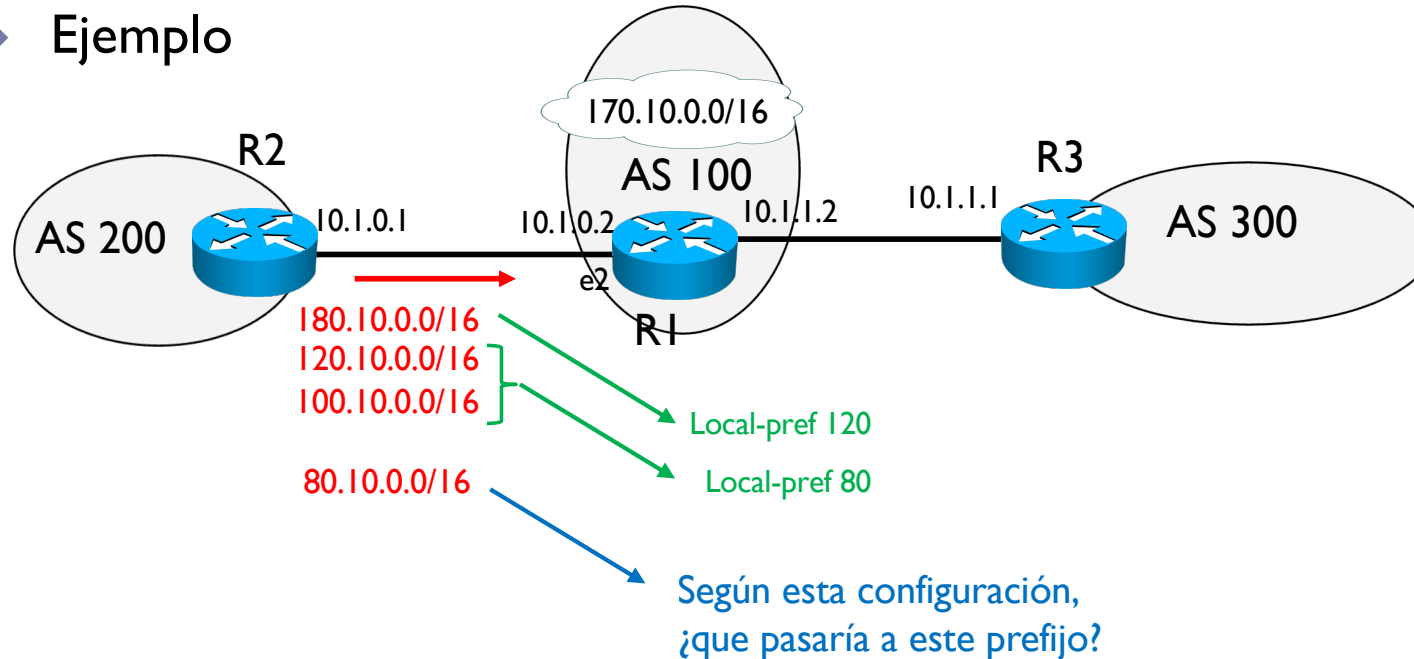 Ejemplo
170.10.0.0/16
R2
AS 100
R3
10.1.0.1
10.1.0.2
10.1.1.2
10.1.1.1
AS 200
AS 300
e2
R1
180.10.0.0/16
120.10.0.0/16
100.10.0.0/16
Local-pref 120
80.10.0.0/16
Local-pref 80
Según esta configuración,
¿que pasaría a este prefijo?